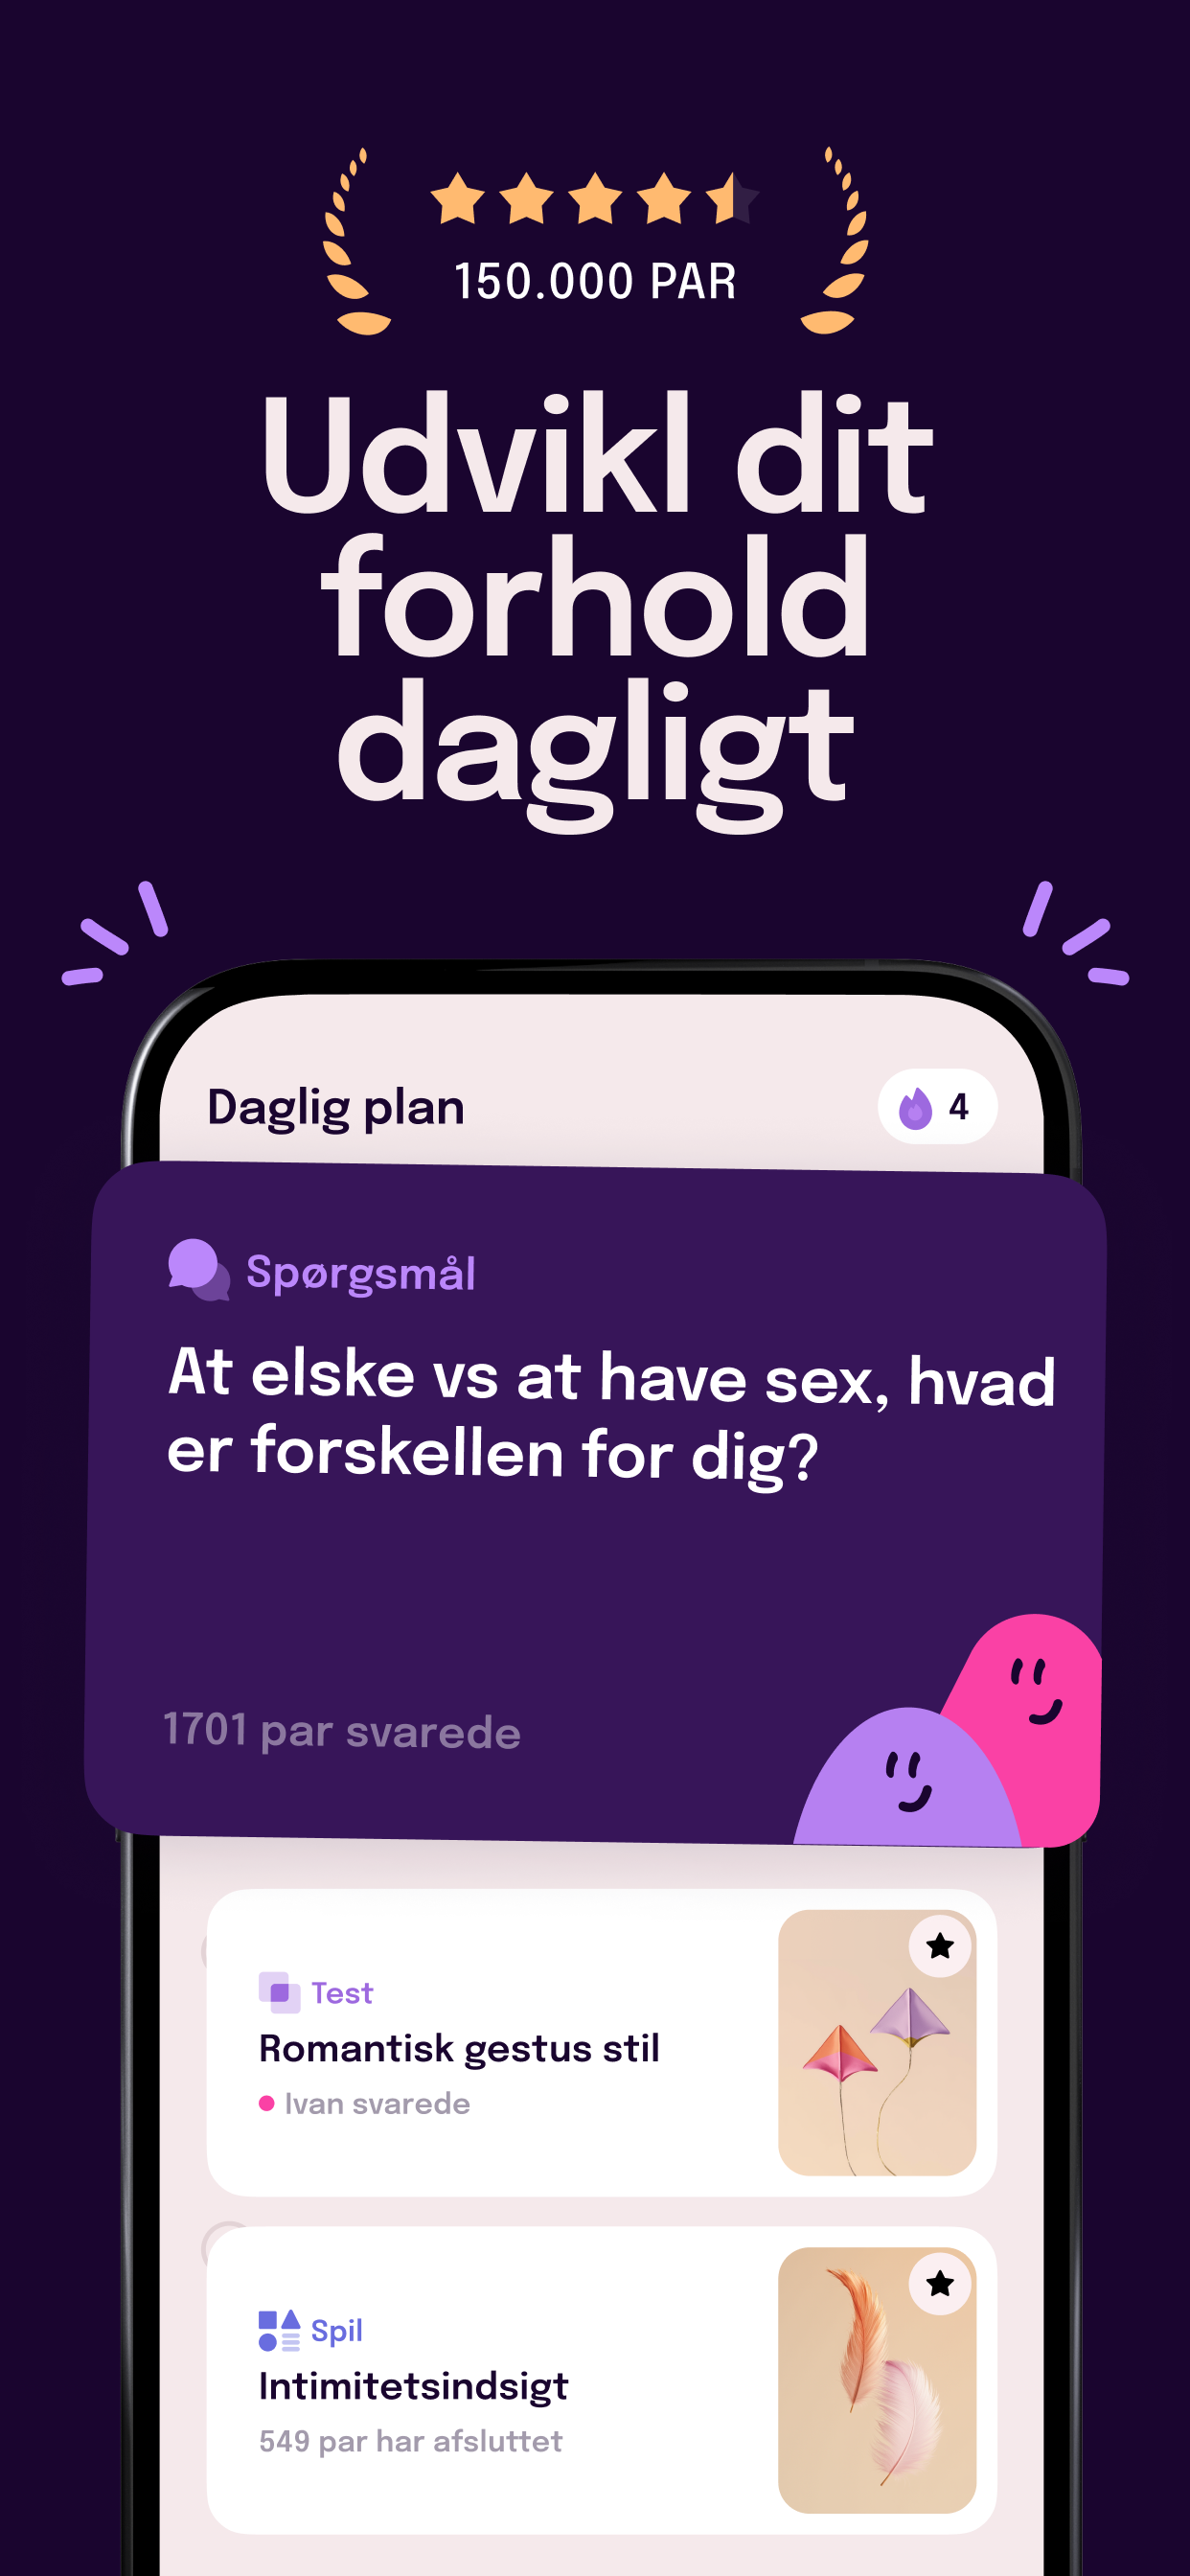 150.000 PAR
Udvikl dit
forhold
dagligt
Daglig plan
4
Spørgsmål
At elske vs at have sex, hvad
er forskellen for dig?
1701 par svarede
Test
Romantisk gestus stil
Ivan svarede
Spil
Intimitetsindsigt
549 par har afsluttet